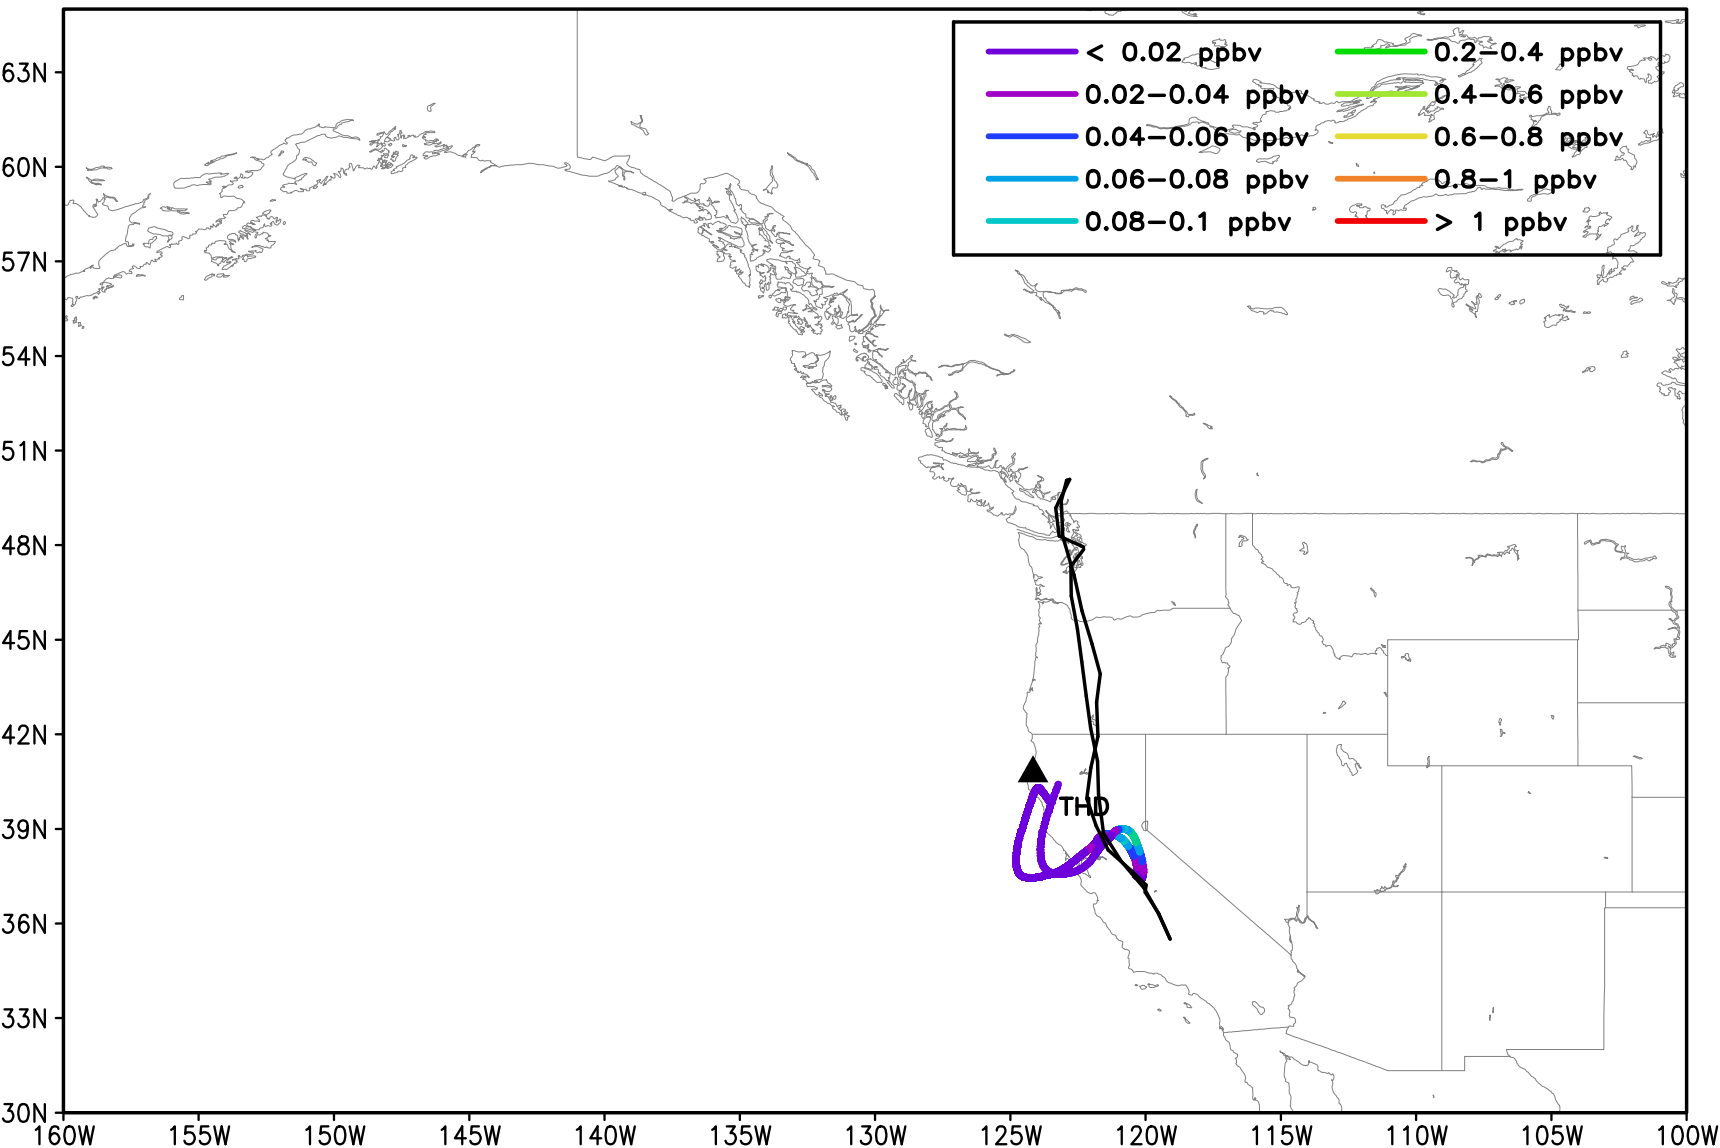 < 0.02 ppbv
0.02-0.04 ppbv
0.04-0.06 ppbv
0.06-0.08 ppbv
0.08-0.1 ppbv
0.2-0.4 ppbv
0.4-0.6 ppbv
0.6-0.8 ppbv
0.8-1 ppbv
> 1 ppbv
63N
60N
57N
54N
51N
48N
45N
42N
39N
36N
33N
30N
THD
160W 155W 150W 145W 140W 135W 130W 125W 120W 115W 110W 105W 100W